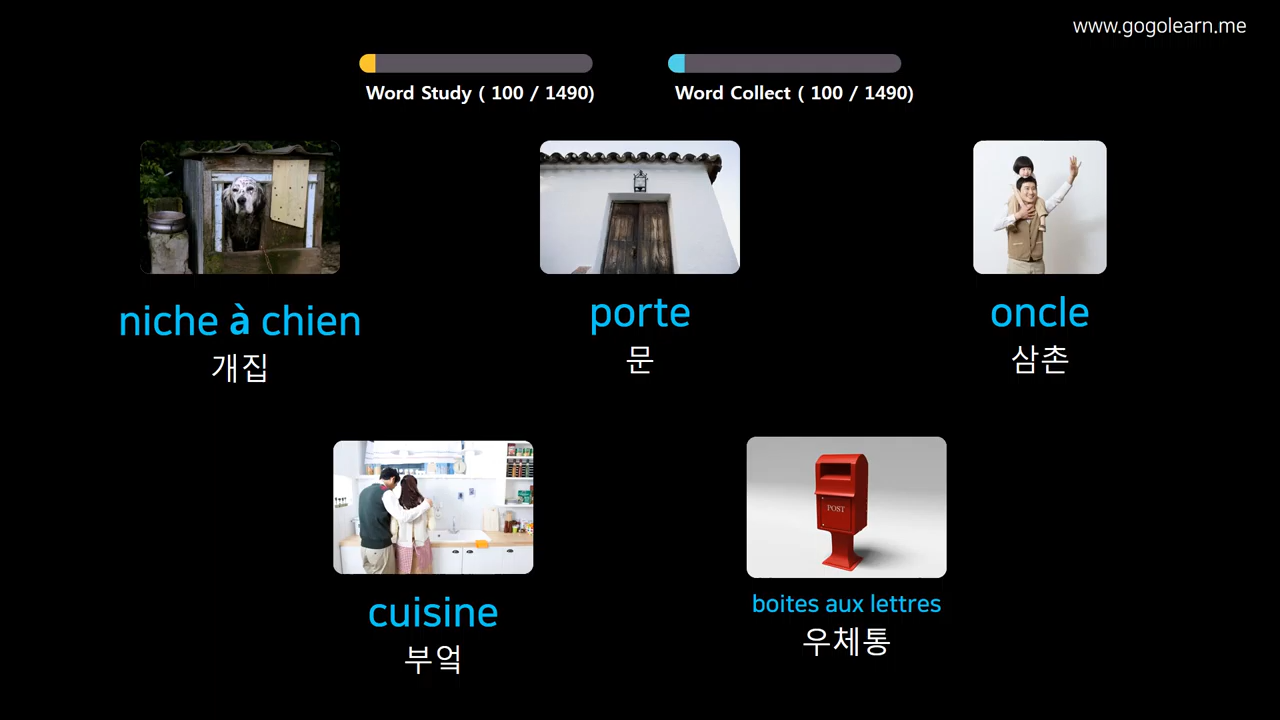 www.gogolearn.me
Word Study ( 100 / 1490)
Word Collect ( 100 / 1490)
niche à chien
개집
porte
문
oncle
삼촌
cuisine
부엌
POST
boites aux lettres
우체통